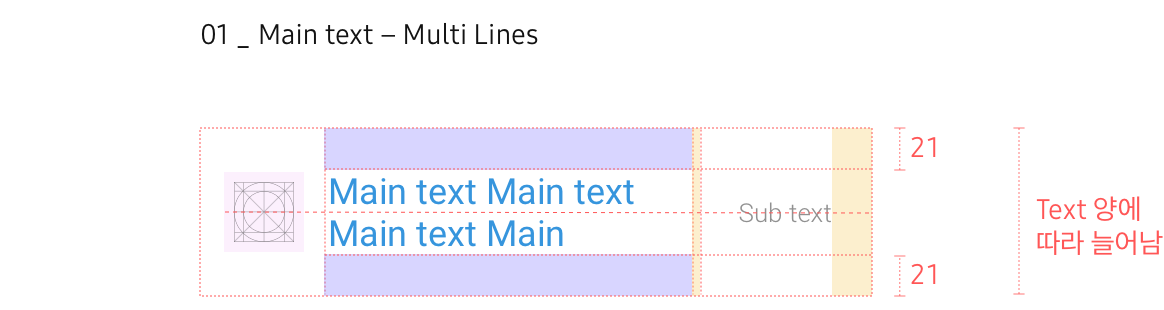 01 _ Main text – Multi Lines
21
Main text Main text
Main text Main
Sub text
Text 양에
따라 늘어남
21